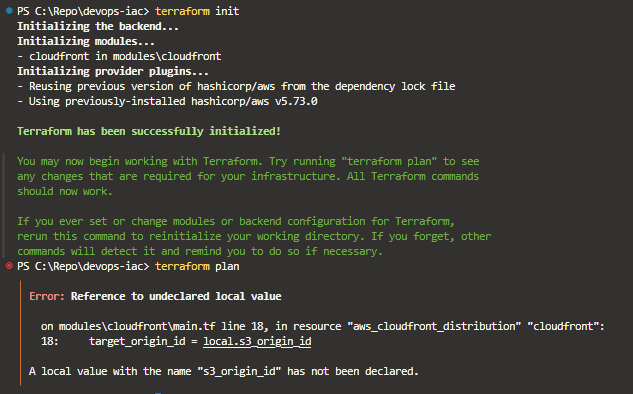 PS C:\Repo\devops-iac> terraform init
Initializing the backend...
Initializing modules...
- cloudfront in modules\cloudfront
Initializing provider plugins...
- Reusing previous version of hashicorp/aws from the dependency lock file
- Using previously-installed hashicorp/aws v5.73.0
Terraform has been successfully initialized!
You may now begin working with Terraform. Try running "terraform plan" to see
any changes that are required for your infrastructure. All Terraform commands
should now work.
If you ever set or change modules or backend configuration for Terraform,
rerun this command to reinitialize your working directory. If you forget, other
commands will detect it and remind you to do so if necessary.
PS C:\Repo\devops-iac> terraform plan
Error: Reference to undeclared local value
on modules\cloudfront\main.tf line 18, in resource "aws_cloudfront_distribution" "cloudfront":
18: target_origin_id = local.s3_origin_id
A local value with the name "s3_origin_id" has not been declared.